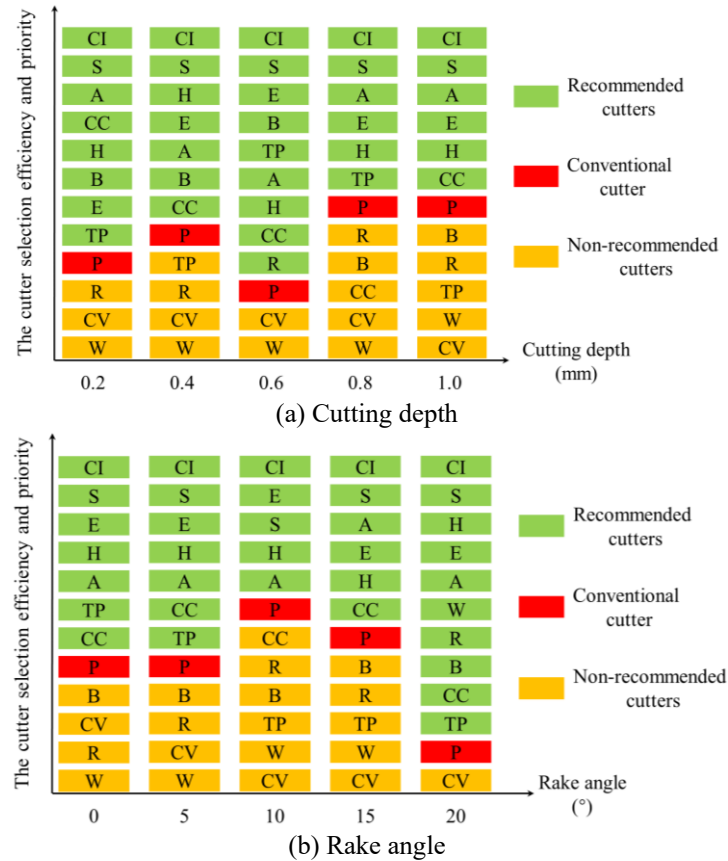 The cutter selection efficiency and priority
CI CI CI CI CI
S S S S S
A H E A A
CC E B E E
H A TP H H
B B A TP CC
E CC H P P
TP P CC R B
P TP R B R
R R P CC TP
CV CV CV CV W
W W W W CV
0.2 0.4 0.6 0.8 1.0
Cutting depth
(mm)
Recommended
cutters
Conventional
cutter
Non-recommended
cutters
(a) Cutting depth
The cutter selection efficiency and priority
CI CI CI CI CI
S S E S S
E E S A H
H H H E E
A A A H A
TP CC P CC W
CC TP CC P R
P P R B B
B B B R CC
CV R TP TP TP
R CV W W P
W W CV CV CV
0 5 10 15 20
Rake angle
(°)
Recommended
cutters
Conventional
cutter
Non-recommended
cutters
(b) Rake angle